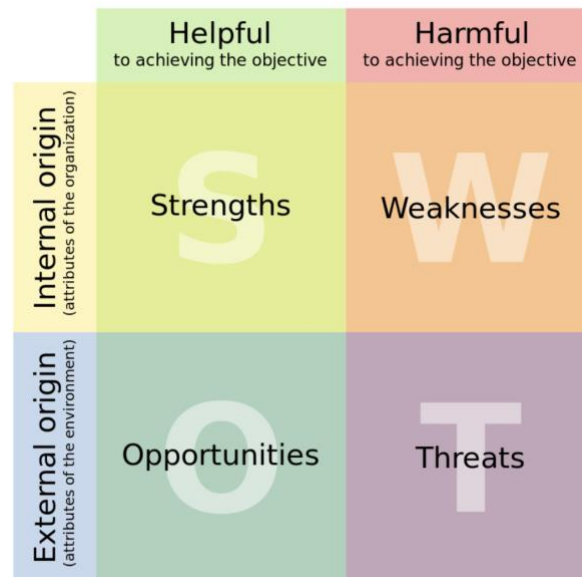 Helpful
to achieving the objective
Harmful
to achieving the objective
Internal origin
(attributes of the organization)
S
Strengths
W
Weaknesses
External origin
(attributes of the environment)
O
Opportunities
T
Threats